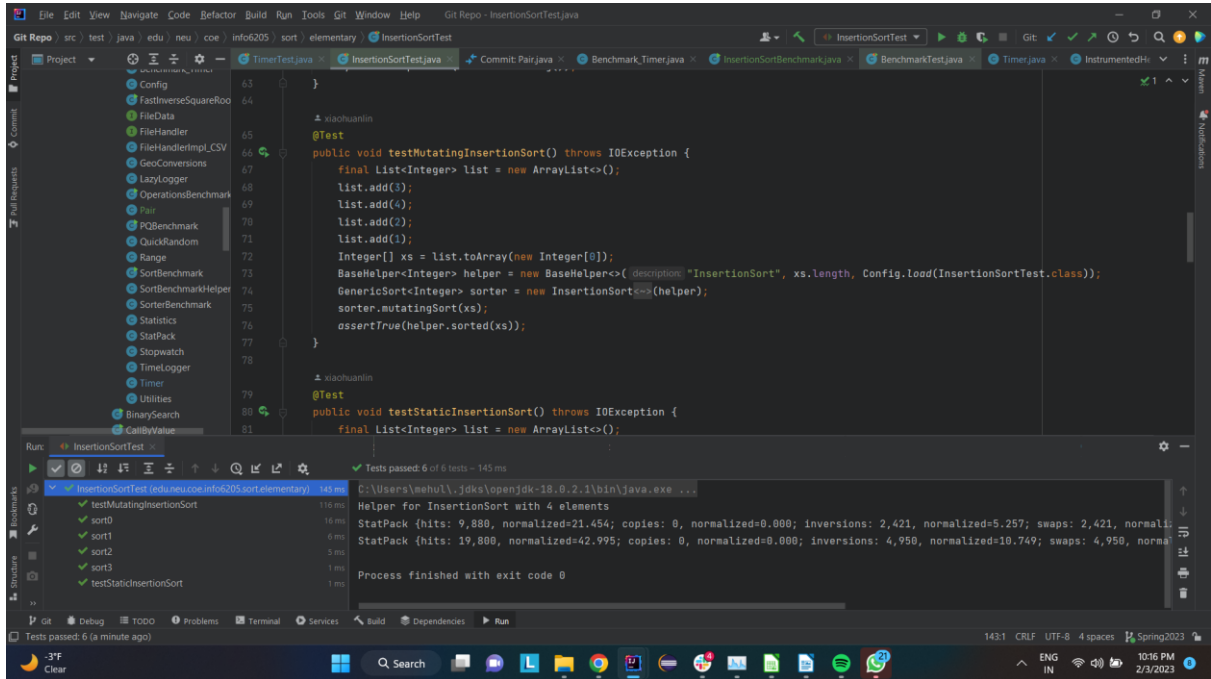 File Edit View Navigate Code Refactor Build Run Tools Git Window Help Git Repo - InsertionSortTest.java
Git Repo src test java edu neu coe info6205 sort elementary InsertionSortTest InsertionSortTest Git:
Project TimerTest.java InsertionSortTest.java Commit: Pair.java Benchmark_Timer.java InsertionSortBenchmark.java BenchmarkTest.java Timer.java InstrumentedHe
Project
Commit
Pull Requests
Maven
Notifications
Benchmark_Timer
Config
FastInverseSquareRoo
FileData
FileHandler
FileHandlerImpl_CSV
GeoConversions
LazyLogger
OperationsBenchmark
Pair
PQBenchmark
QuickRandom
Range
SortBenchmark
SortBenchmarkHelper
SorterBenchmark
Statistics
StatPack
Stopwatch
TimeLogger
Timer
Utilities
BinarySearch
CallByValue
1
63 }
64
xiaohuanlin
65 @Test
66 public void testMutatingInsertionSort() throws IOException {
67 final List<Integer> list = new ArrayList<>();
68 list.add(3);
69 list.add(4);
70 list.add(2);
71 list.add(1);
72 Integer[] xs = list.toArray(new Integer[0]);
73 BaseHelper<Integer> helper = new BaseHelper<>( description: "InsertionSort", xs.length, Config.load(InsertionSortTest.class));
74 GenericSort<Integer> sorter = new InsertionSort<~>(helper);
75 sorter.mutatingSort(xs);
76 assertTrue(helper.sorted(xs));
77 }
78
xiaohuanlin
79 @Test
80 public void testStaticInsertionSort() throws IOException {
81 final List<Integer> list = new ArrayList<>();
Run: InsertionSortTest
Tests passed: 6 of 6 tests – 145 ms
InsertionSortTest (edu.neu.coe.info6205.sort.elementary) 145 ms
testMutatingInsertionSort 116 ms
sort0 16 ms
sort1 6 ms
sort2 5 ms
sort3 1 ms
testStaticInsertionSort 1 ms
C:\Users\mehul\.jdks\openjdk-18.0.2.1\bin\java.exe ...
Helper for InsertionSort with 4 elements
StatPack {hits: 9,880, normalized=21.454; copies: 0, normalized=0.000; inversions: 2,421, normalized=5.257; swaps: 2,421, normali
StatPack {hits: 19,800, normalized=42.995; copies: 0, normalized=0.000; inversions: 4,950, normalized=10.749; swaps: 4,950, norma
Process finished with exit code 0
Bookmarks
Structure
Git Debug TODO Problems Terminal Services Build Dependencies Run
Tests passed: 6 (a minute ago) 143:1 CRLF UTF-8 4 spaces Spring2023
-3°F
Clear
Search
4
21
ENG
IN
10:16 PM
2/3/2023
6